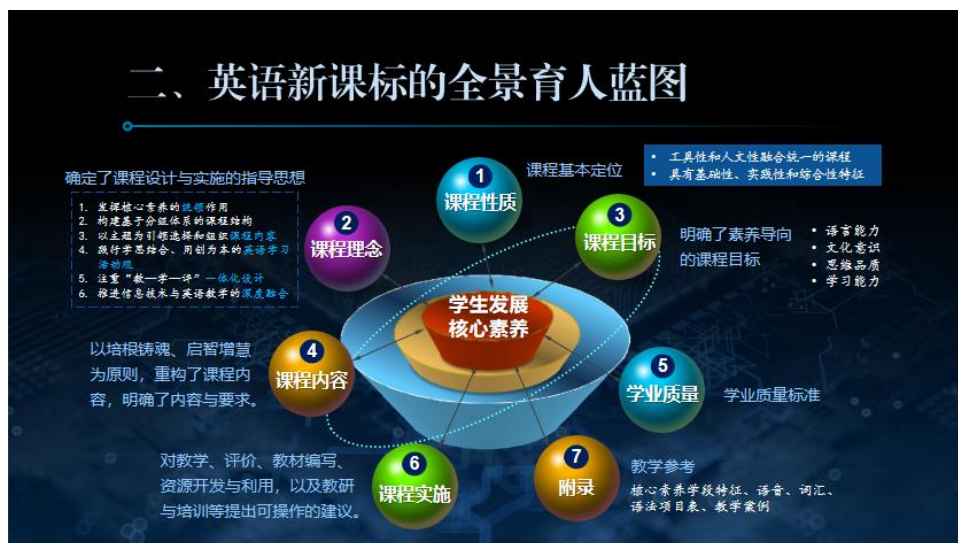 二、英语新课标的全景育人蓝图
1
课程性质
课程基本定位
• 工具性和人文性融合统一的课程
• 具有基础性、实践性和综合性特征
确定了课程设计与实施的指导思想
1. 发挥核心素养的统领作用
2. 构建基于分级体系的课程结构
3. 以主题为引领选择和组织课程内容
4. 践行学思结合、用创为本的英语学习
活动观
5. 注重“教—学—评”一体化设计
6. 推进信息技术与英语教学的深度融合
2
课程理念
3
课程目标
明确了素养导向
的课程目标
• 语言能力
• 文化意识
• 思维品质
• 学习能力
学生发展
核心素养
以培根铸魂、启智增慧
为原则，重构了课程内
容，明确了内容与要求。
4
课程内容
5
学业质量
学业质量标准
对教学、评价、教材编写、
资源开发与利用，以及教研
与培训等提出可操作的建议。
6
课程实施
7
附录
教学参考
核心素养学段特征、语音、词汇、
语法项目表、教学案例